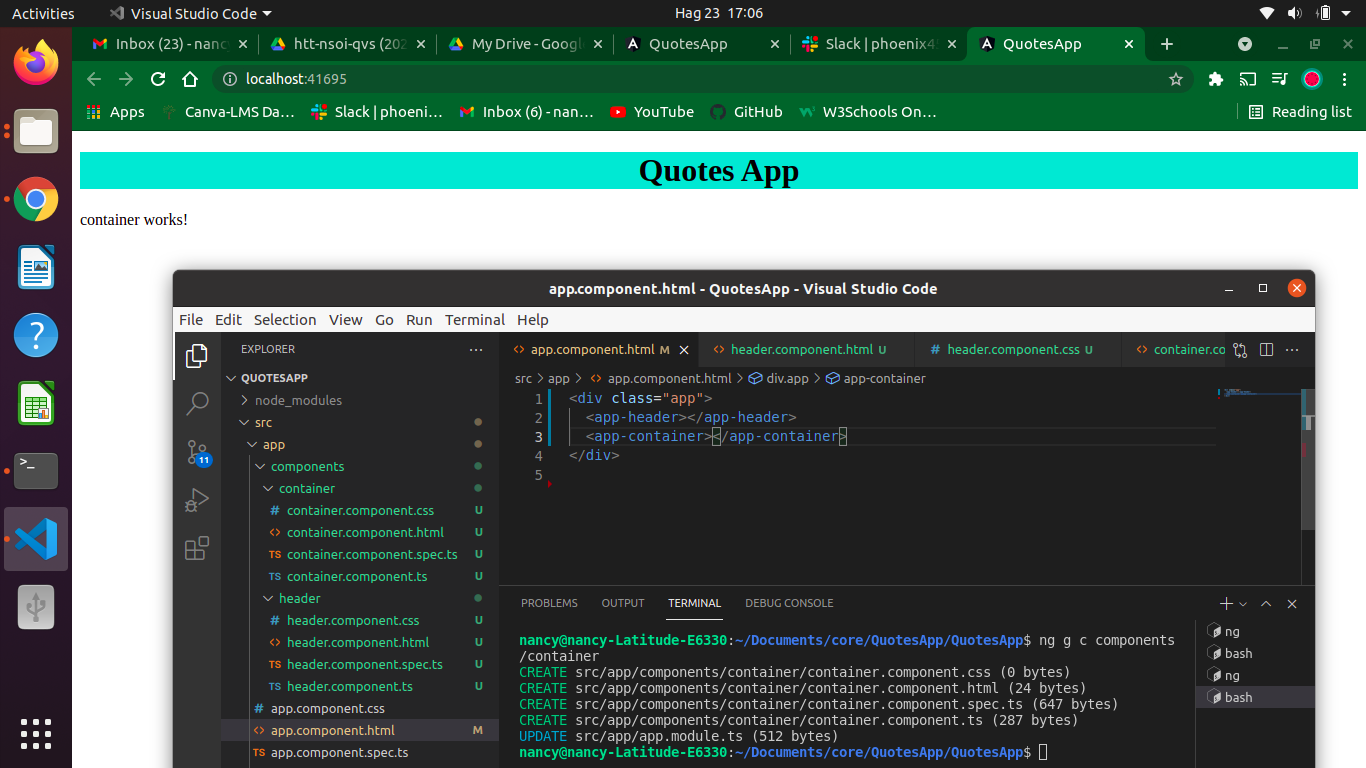 Activities
Visual Studio Code
Наg 23 17:06
Inbox (23) - nanc
htt-nsoi-qvs (202
My Drive - Googl
QuotesApp
Slack | phoenix4
QuotesApp
localhost:41695
Apps
Canva-LMS Da…
Slack | phoeni…
Inbox (6) - nan…
YouTube
GitHub
W3Schools On…
Reading list
Quotes App
container works!
app.component.html - QuotesApp - Visual Studio Code
File Edit Selection View Go Run Terminal Help
EXPLORER
QUOTESAPP
node_modules
src
app
components
container
container.component.css U
container.component.html U
container.component.spec.ts U
container.component.ts U
header
header.component.css U
header.component.html U
header.component.spec.ts U
header.component.ts U
app.component.css
app.component.html M
app.component.spec.ts
11
app.component.html M
header.component.html U
header.component.css U
container.co
src > app > app.component.html > div.app > app-container
1 <div class="app">
2 <app-header></app-header>
3 <app-container></app-container>
4 </div>
5
PROBLEMS OUTPUT TERMINAL DEBUG CONSOLE
nancy@nancy-Latitude-E6330:~/Documents/core/QuotesApp/QuotesApp$ ng g c components
/container
CREATE src/app/components/container/container.component.css (0 bytes)
CREATE src/app/components/container/container.component.html (24 bytes)
CREATE src/app/components/container/container.component.spec.ts (647 bytes)
CREATE src/app/components/container/container.component.ts (287 bytes)
UPDATE src/app/app.module.ts (512 bytes)
nancy@nancy-Latitude-E6330:~/Documents/core/QuotesApp/QuotesApp$
ng
bash
ng
bash